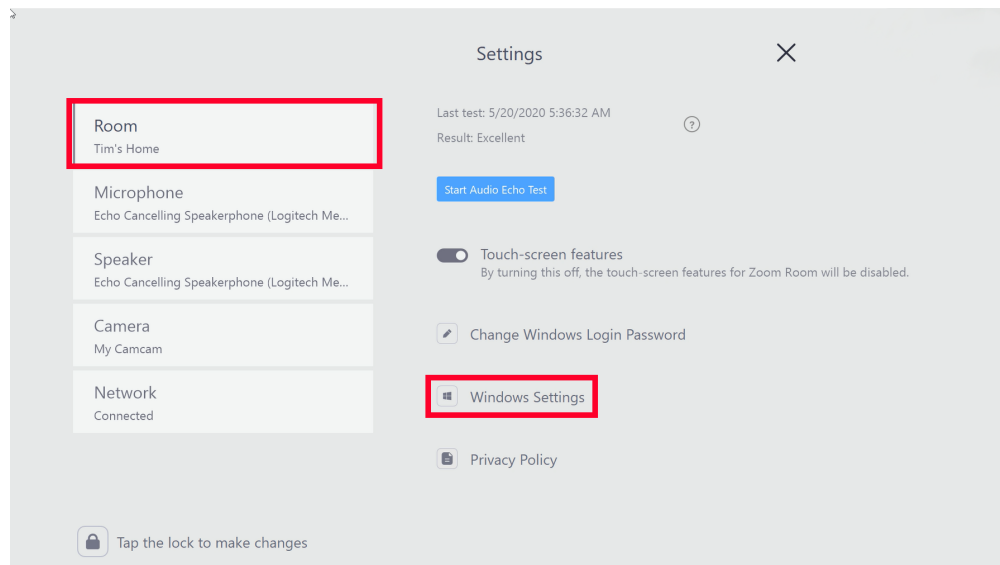 Settings
Room
Tim's Home
Microphone
Echo Cancelling Speakerphone (Logitech Me...
Speaker
Echo Cancelling Speakerphone (Logitech Me...
Camera
My Camcam
Network
Connected
Tap the lock to make changes
Last test: 5/20/2020 5:36:32 AM
Result: Excellent
?
Start Audio Echo Test
Touch-screen features
By turning this off, the touch-screen features for Zoom Room will be disabled.
Change Windows Login Password
Windows Settings
Privacy Policy